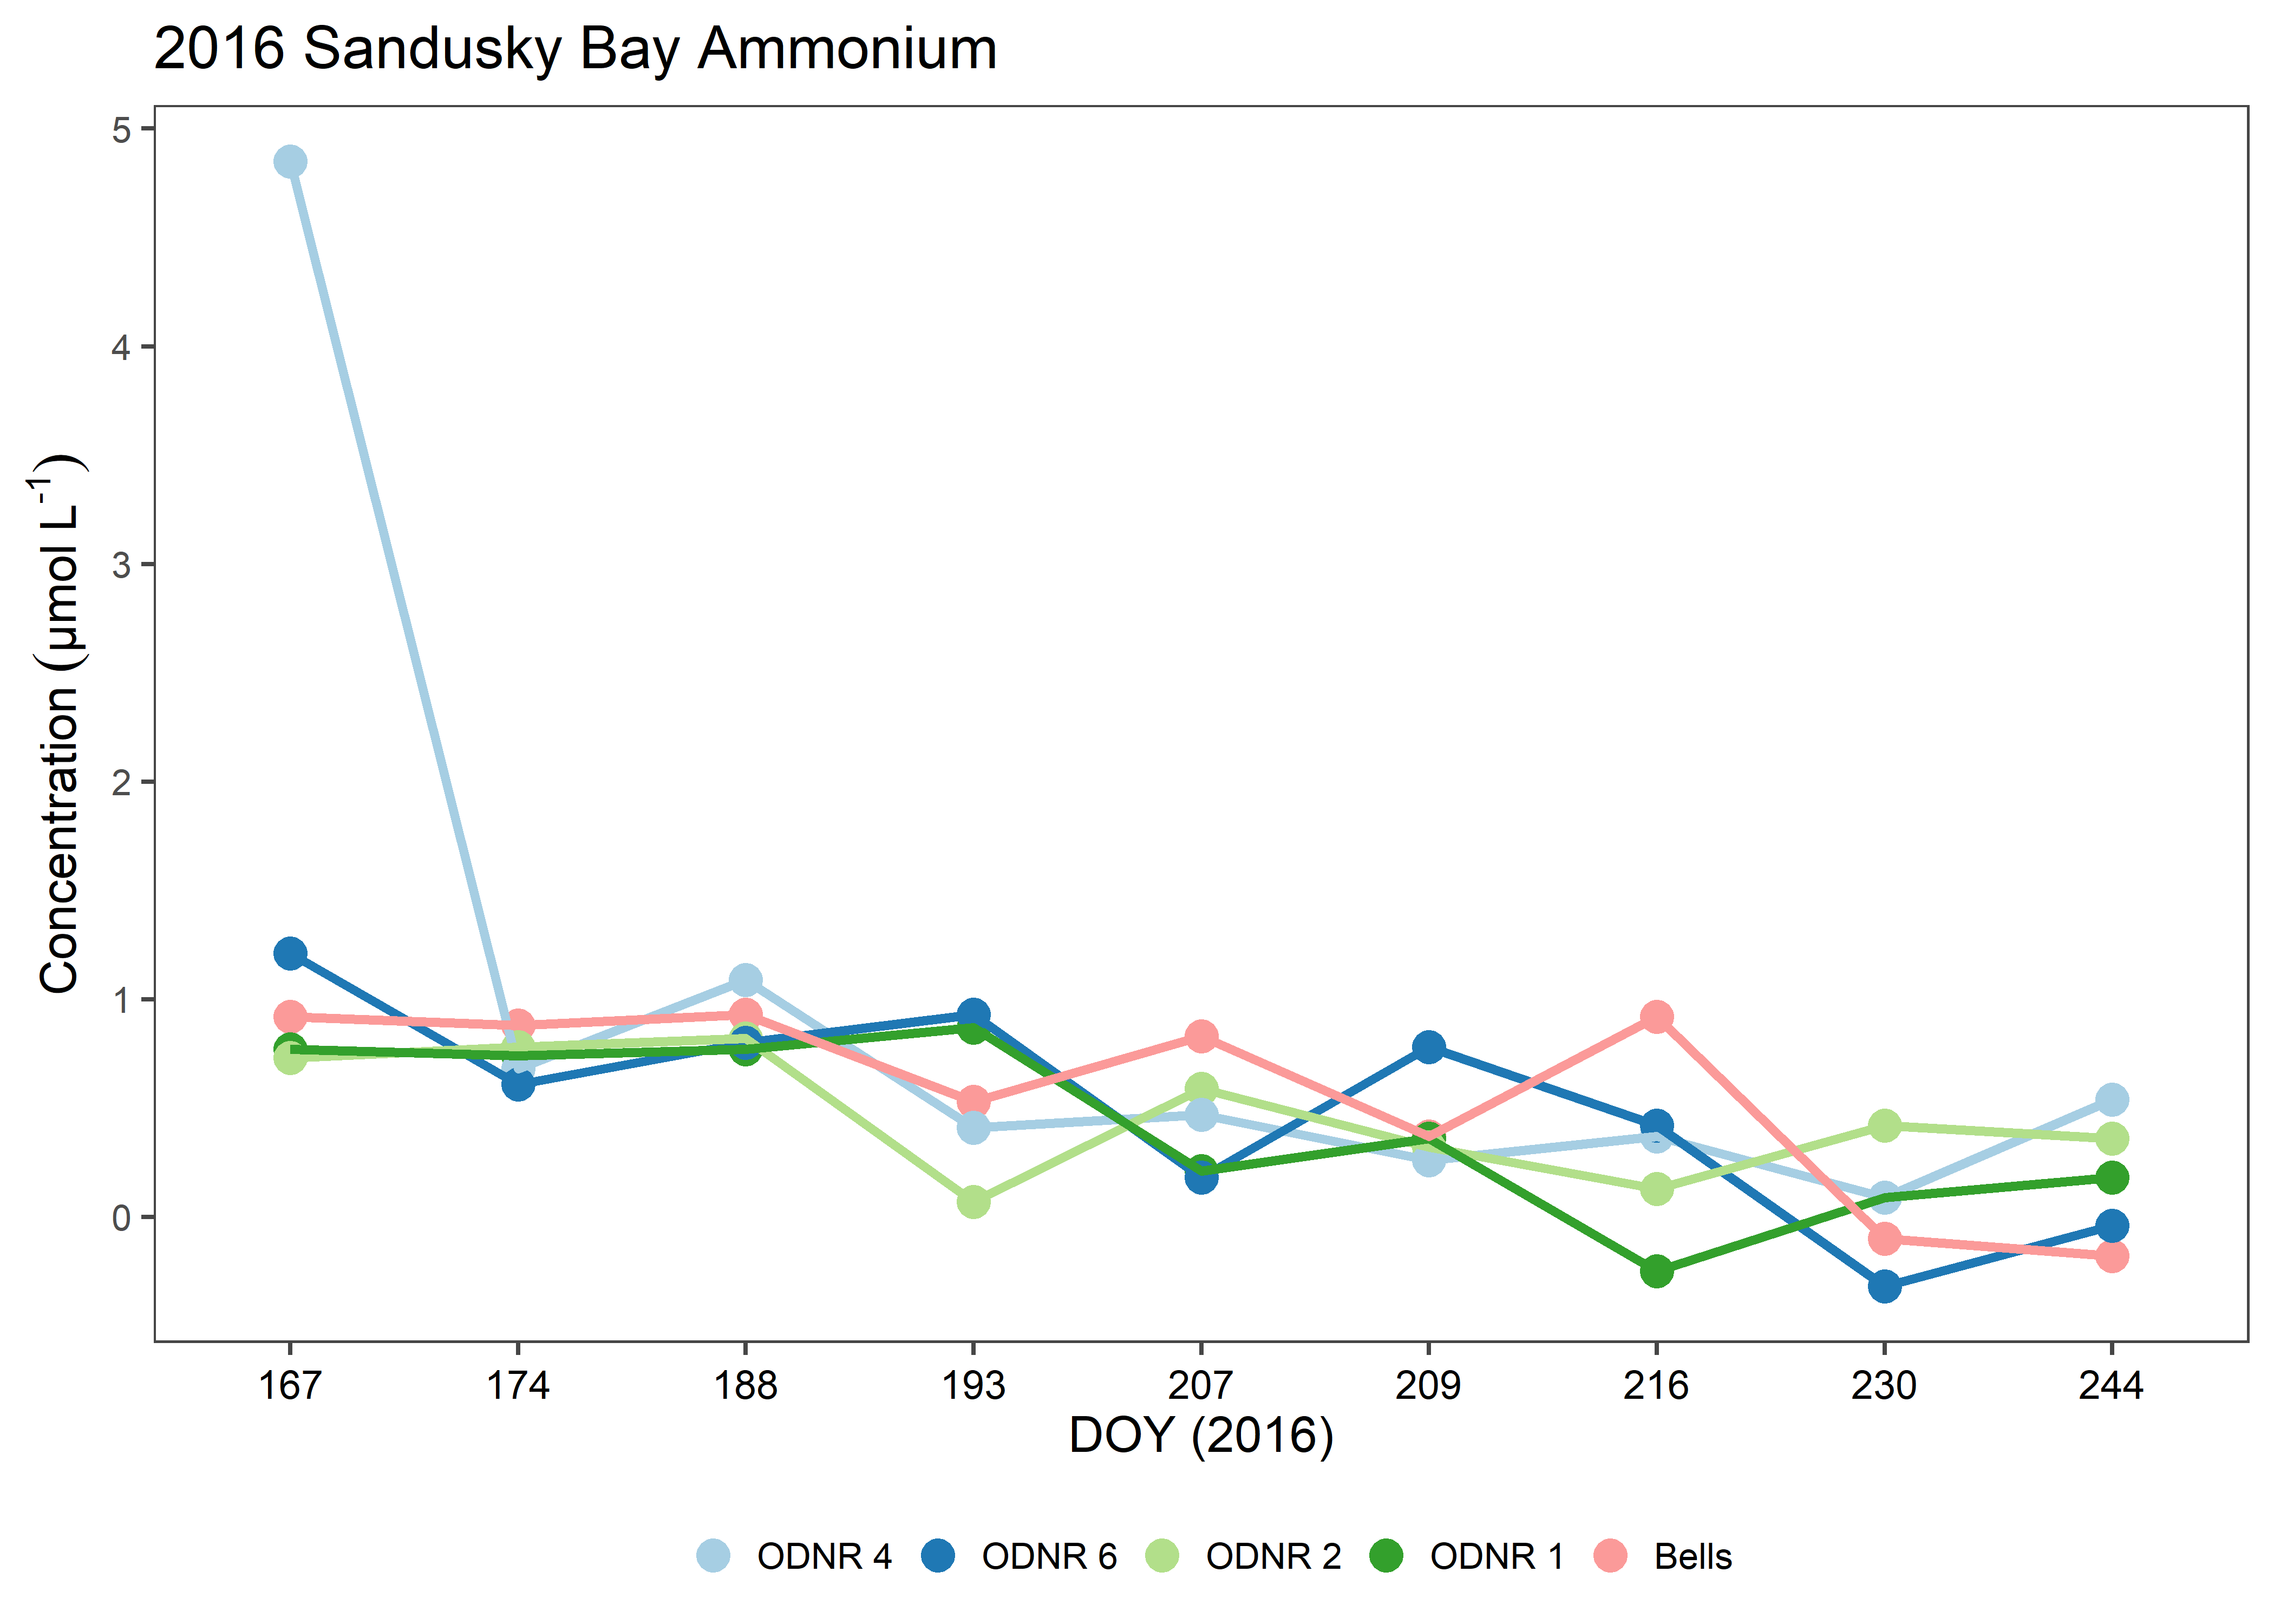 2016 Sandusky Bay Ammonium
Concentration (µmol L⁻¹)
5
4
3
2
1
0
167 174 188 193 207 209 216 230 244
DOY (2016)
ODNR 4 ODNR 6 ODNR 2 ODNR 1 Bells